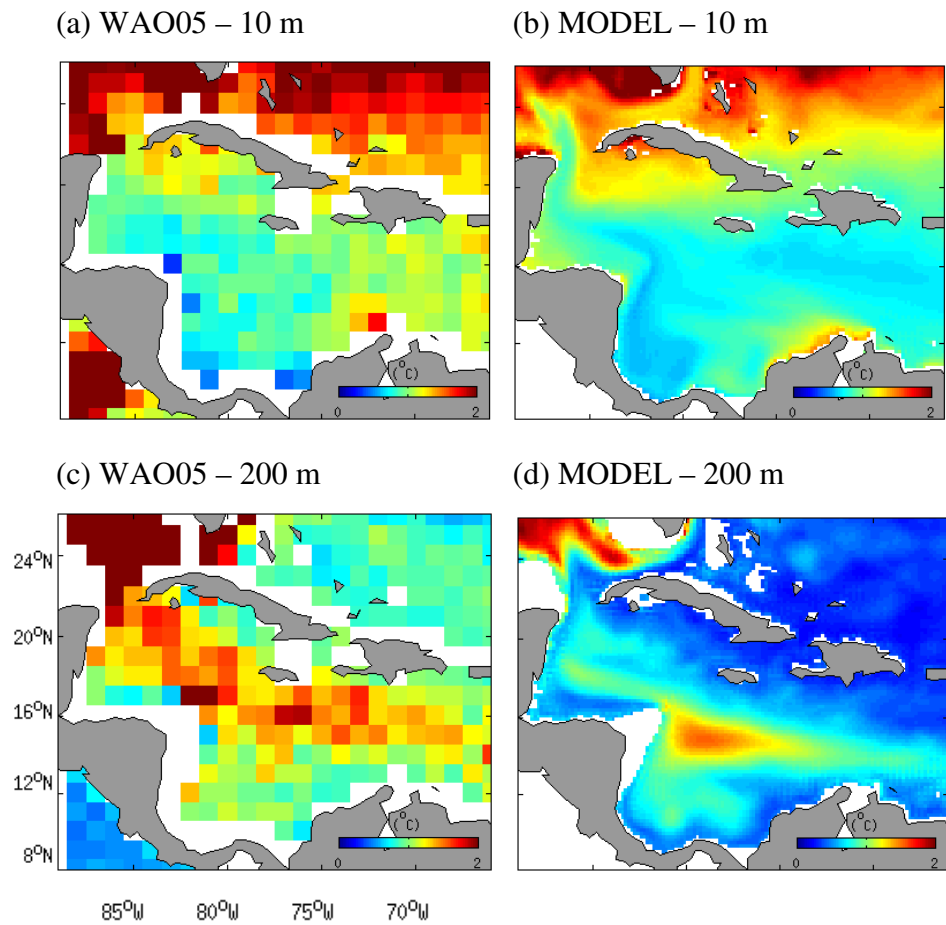 (a) WAO05 – 10 m
(b) MODEL – 10 m
(°C)
0 2
(°C)
0 2
(c) WAO05 – 200 m
(d) MODEL – 200 m
24°N
20°N
16°N
12°N
8°N
(°C)
0 2
(°C)
0 2
85°W 80°W 75°W 70°W